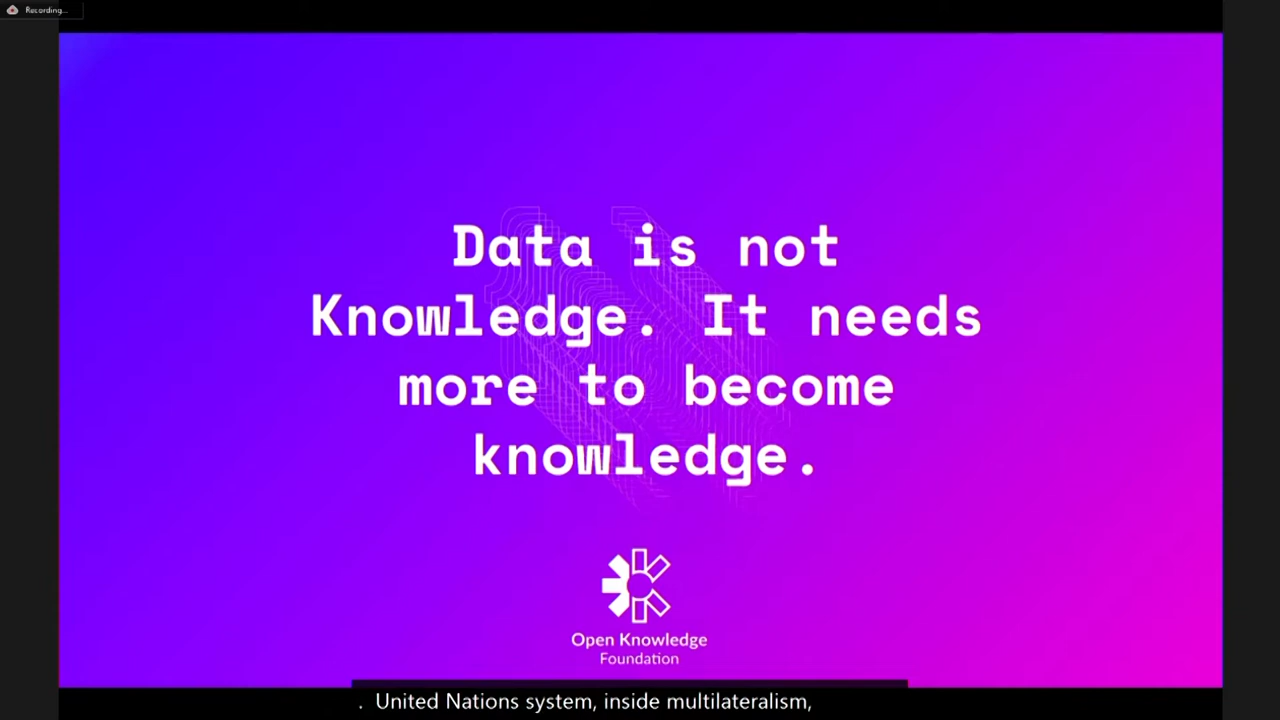 Recording...
Data is not
Knowledge. It needs
more to become
knowledge.
Open Knowledge
Foundation
. United Nations system, inside multilateralism,